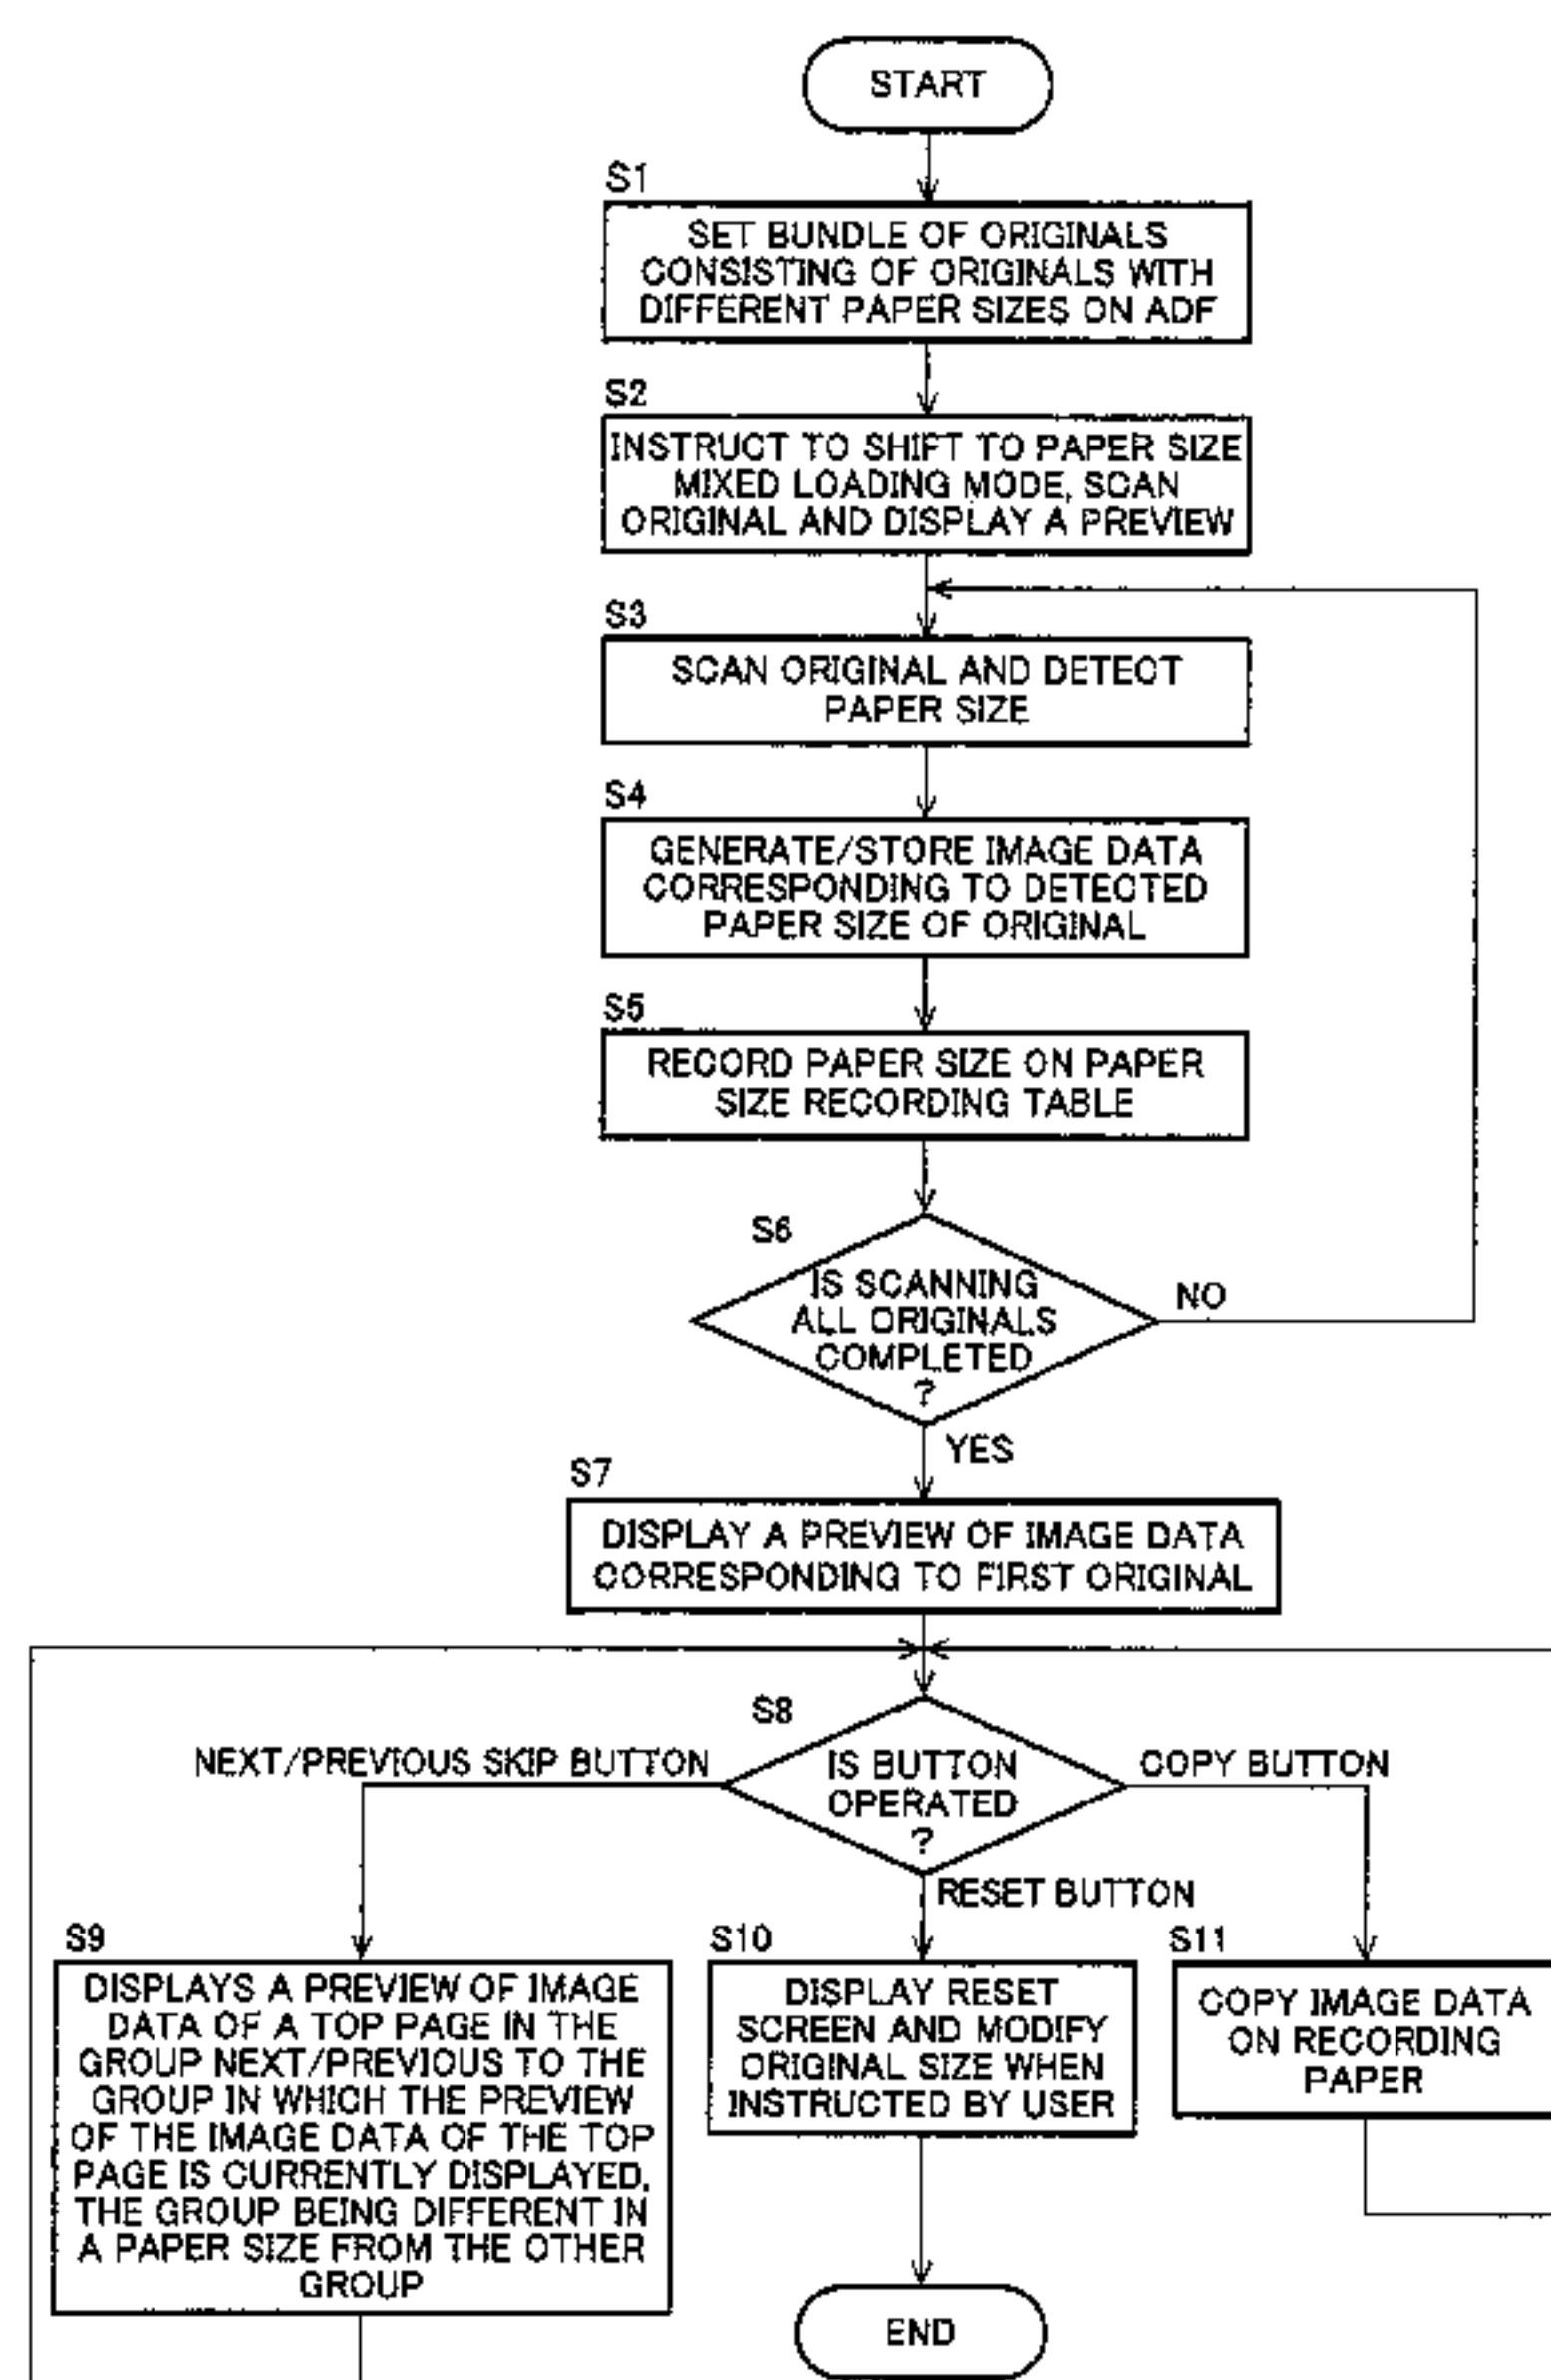 START
S1
SET BUNDLE OF ORIGINALS
CONSISTING OF ORIGINALS WITH
DIFFERENT PAPER SIZES ON ADF
S2
INSTRUCT TO SHIFT TO PAPER SIZE
MIXED LOADING MODE, SCAN
ORIGINAL AND DISPLAY A PREVIEW
S3
SCAN ORIGINAL AND DETECT
PAPER SIZE
S4
GENERATE/STORE IMAGE DATA
CORRESPONDING TO DETECTED
PAPER SIZE OF ORIGINAL
S5
RECORD PAPER SIZE ON PAPER
SIZE RECORDING TABLE
S6
IS SCANNING
ALL ORIGINALS
COMPLETED
?
NO
YES
S7
DISPLAY A PREVIEW OF IMAGE DATA
CORRESPONDING TO FIRST ORIGINAL
S8
IS BUTTON
OPERATED
?
NEXT/PREVIOUS SKIP BUTTON
COPY BUTTON
RESET BUTTON
S9
DISPLAYS A PREVIEW OF IMAGE
DATA OF A TOP PAGE IN THE
GROUP NEXT/PREVIOUS TO THE
GROUP IN WHICH THE PREVIEW
OF THE IMAGE DATA OF THE TOP
PAGE IS CURRENTLY DISPLAYED,
THE GROUP BEING DIFFERENT IN
A PAPER SIZE FROM THE OTHER
GROUP
S10
DISPLAY RESET
SCREEN AND MODIFY
ORIGINAL SIZE WHEN
INSTRUCTED BY USER
S11
COPY IMAGE DATA
ON RECORDING
PAPER
END